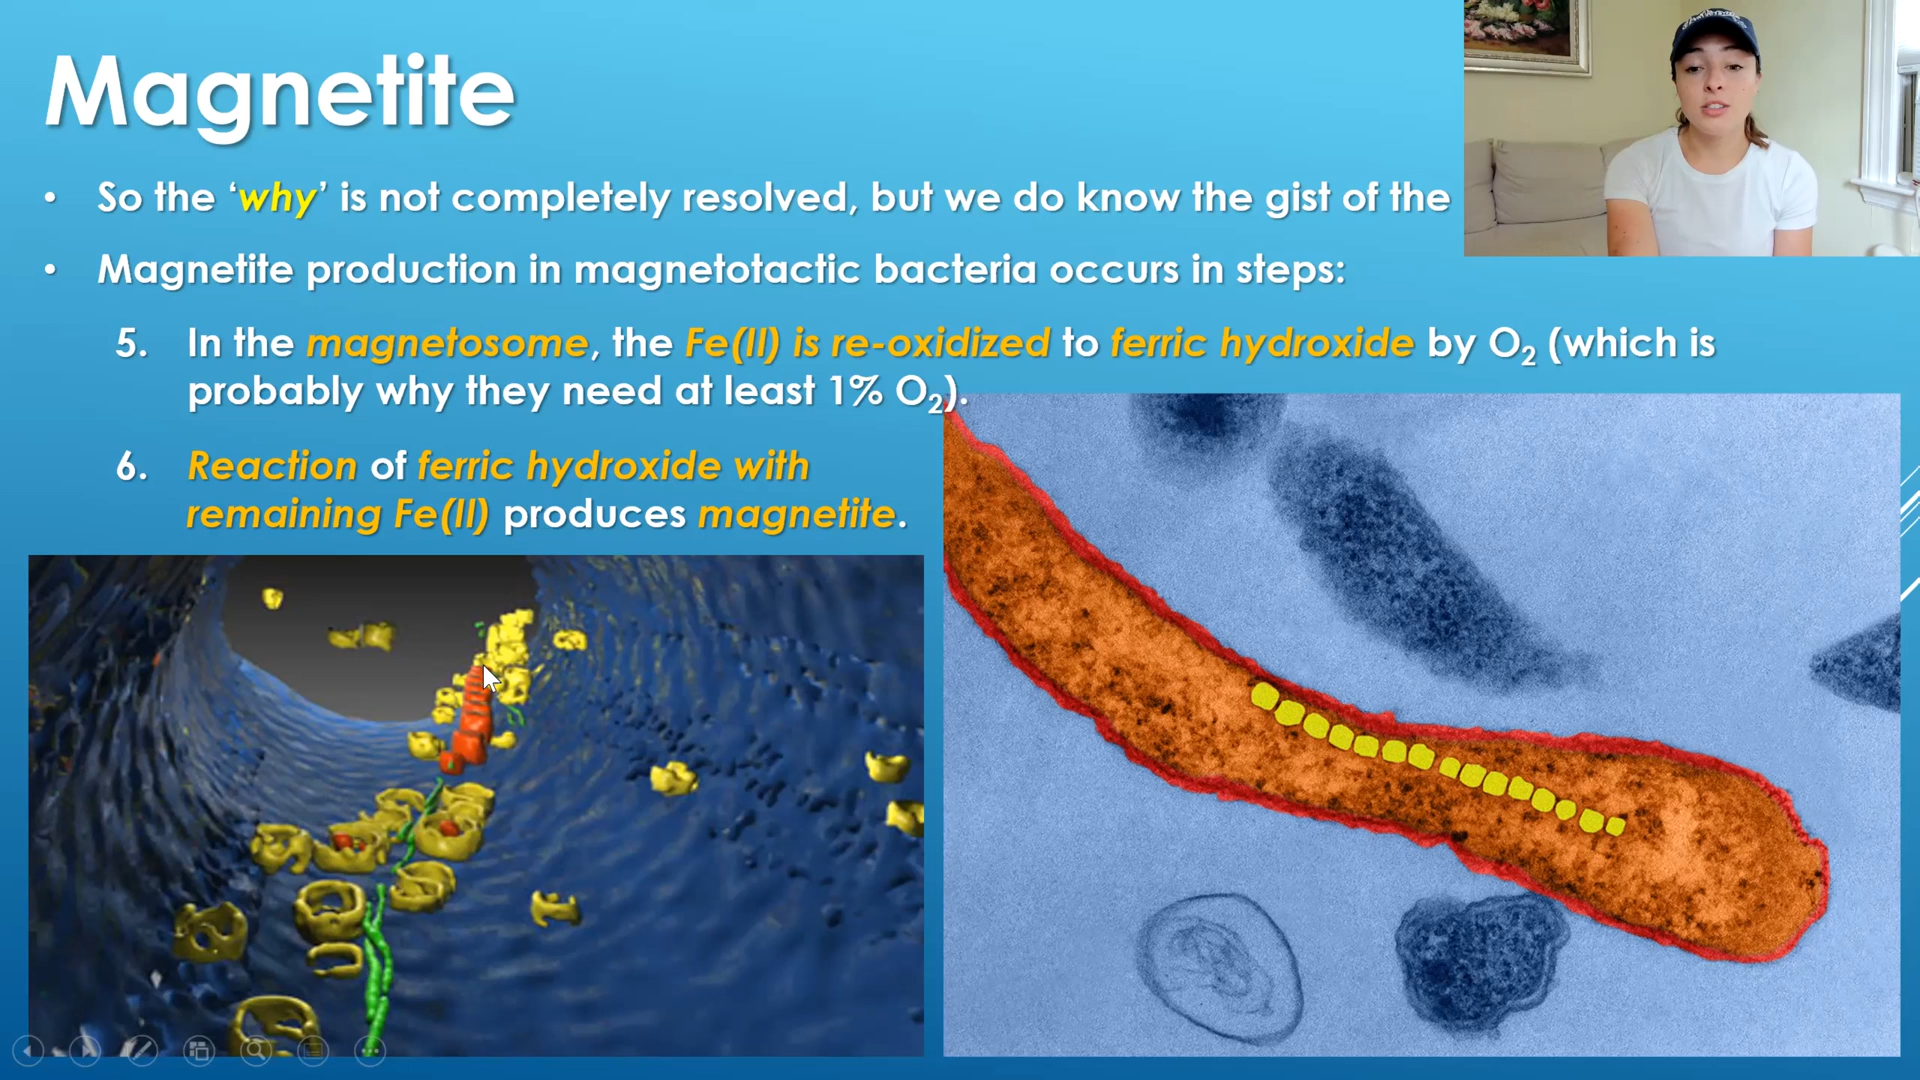 Magnetite
• So the ‘why’ is not completely resolved, but we do know the gist of the
• Magnetite production in magnetotactic bacteria occurs in steps:
5. In the magnetosome, the Fe(II) is re-oxidized to ferric hydroxide by O₂ (which is
probably why they need at least 1% O₂).
6. Reaction of ferric hydroxide with
remaining Fe(II) produces magnetite.